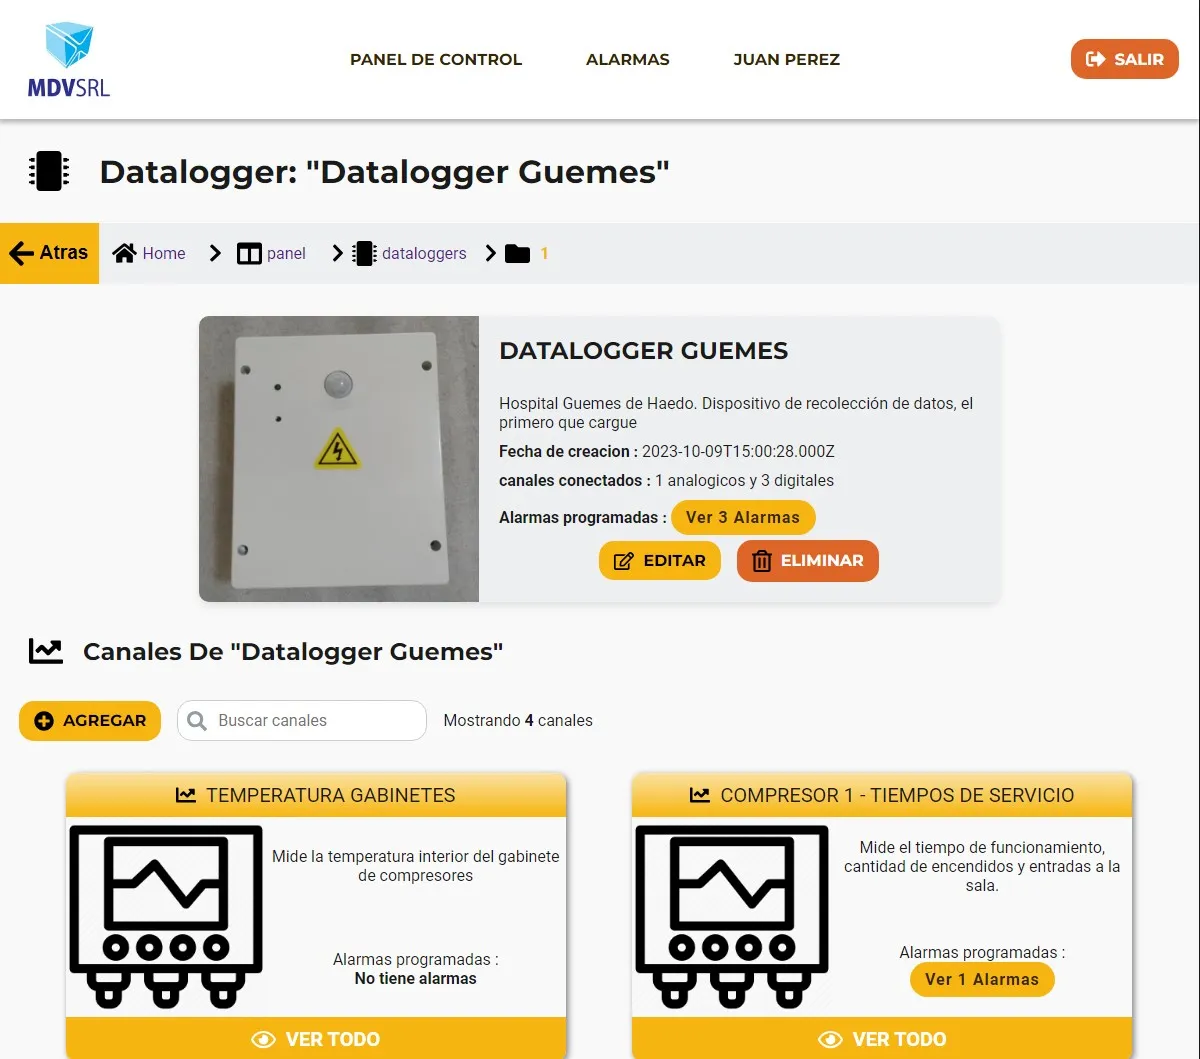 MDVSRL
PANEL DE CONTROL
ALARMAS
JUAN PEREZ
SALIR
Datalogger: "Datalogger Guemes"
Atras
Home
panel
dataloggers
1
DATALOGGER GUEMES
Hospital Guemes de Haedo. Dispositivo de recolección de datos, el
primero que cargue
Fecha de creacion : 2023-10-09T15:00:28.000Z
canales conectados : 1 analogicos y 3 digitales
Alarmas programadas : Ver 3 Alarmas
EDITAR
ELIMINAR
Canales De "Datalogger Guemes"
AGREGAR
Buscar canales
Mostrando 4 canales
TEMPERATURA GABINETES
Mide la temperatura interior del gabinete
de compresores
Alarmas programadas :
No tiene alarmas
VER TODO
COMPRESOR 1 - TIEMPOS DE SERVICIO
Mide el tiempo de funcionamiento,
cantidad de encendidos y entradas a la
sala.
Alarmas programadas :
Ver 1 Alarmas
VER TODO